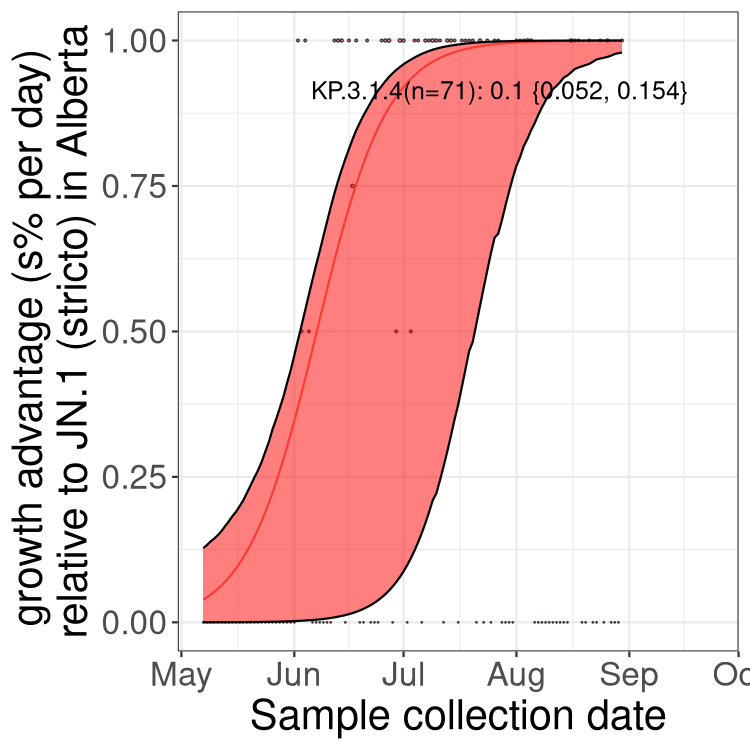 growth advantage (s% per day)
relative to JN.1 (stricto) in Alberta
1.00
0.75
0.50
0.25
0.00
KP.3.1.4(n=71): 0.1 {0.052, 0.154}
May Jun Jul Aug Sep Oc
Sample collection date